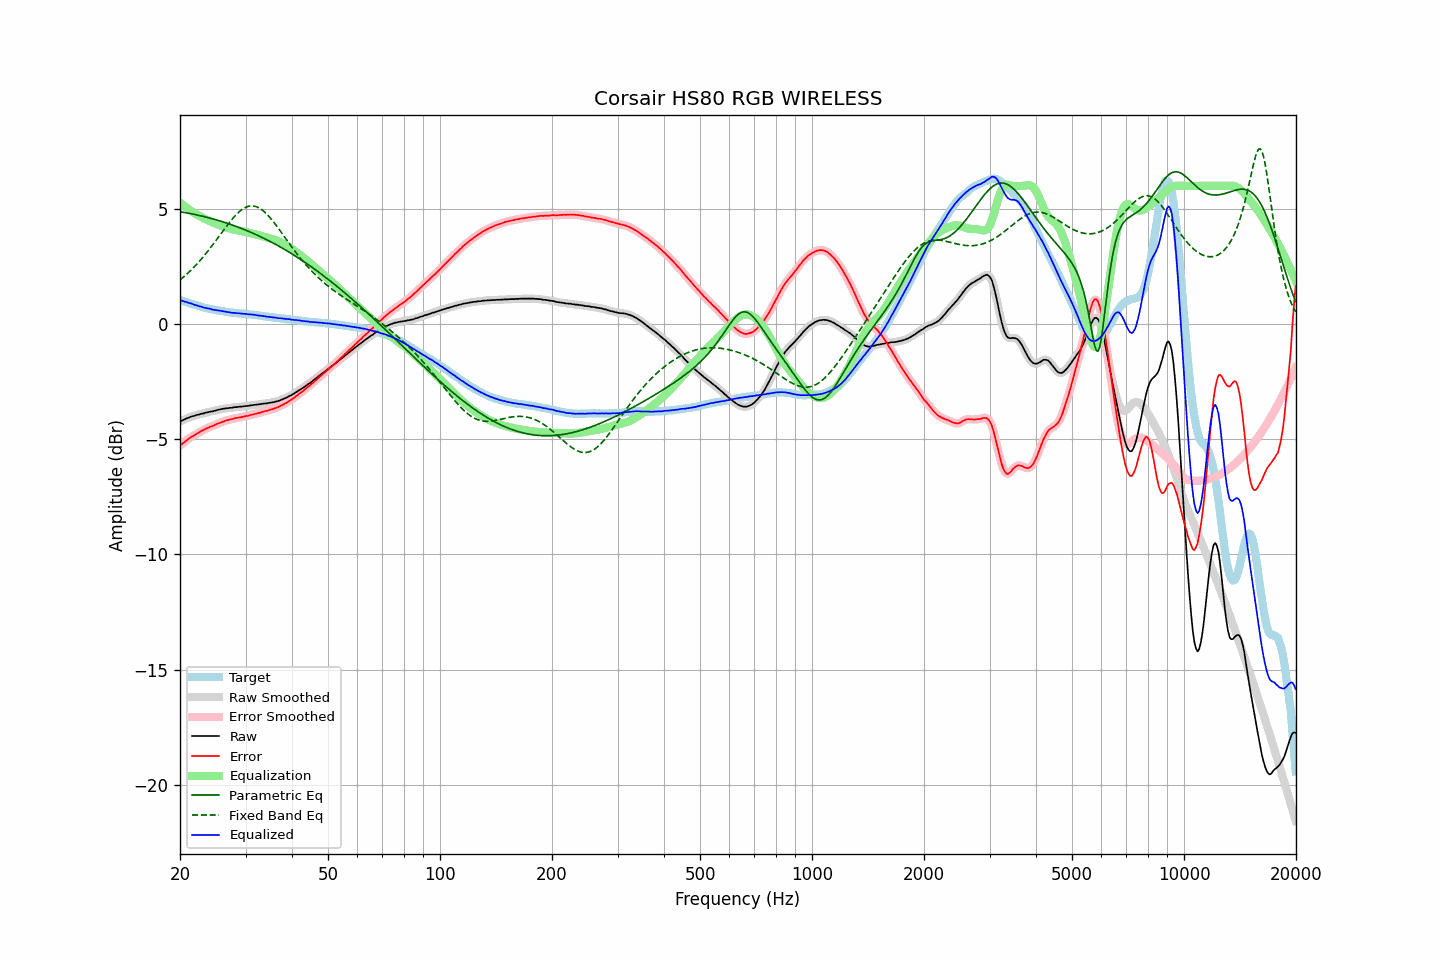 Corsair HS80 RGB WIRELESS
Amplitude (dBr)
5
0
−5
−10
−15
−20
Target
Raw Smoothed
Error Smoothed
Raw
Error
Equalization
Parametric Eq
Fixed Band Eq
Equalized
20 50 100 200 500 1000 2000 5000 10000 20000
Frequency (Hz)